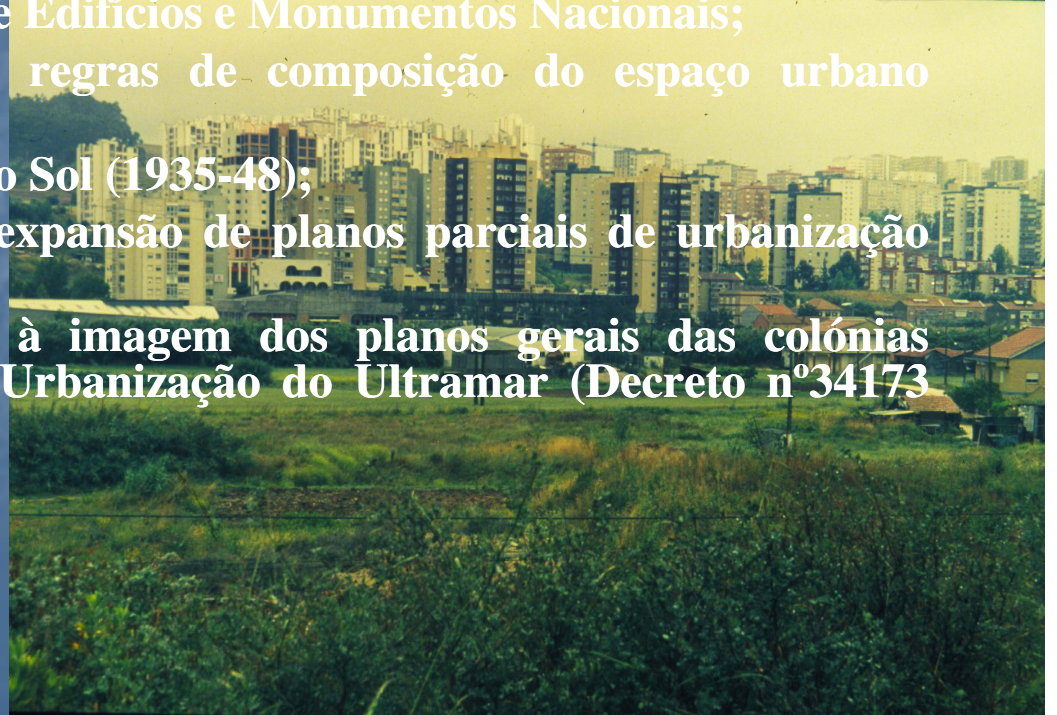 e Edifícios e Monumentos Nacionais;
regras de composição do espaço urbano
o Sol (1935-48);
expansão de planos parciais de urbanização
à imagem dos planos gerais das colónias
Urbanização do Ultramar (Decreto nº34173